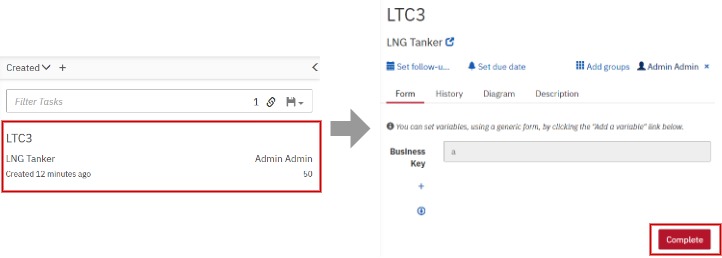 Created +
Filter Tasks 1
LTC3
LNG Tanker Admin Admin
Created 12 minutes ago 50
LTC3
LNG Tanker
Set follow-u... Set due date Add groups Admin Admin ×
Form History Diagram Description
You can set variables, using a generic form, by clicking the "Add a variable" link below.
Business Key a
+
Complete